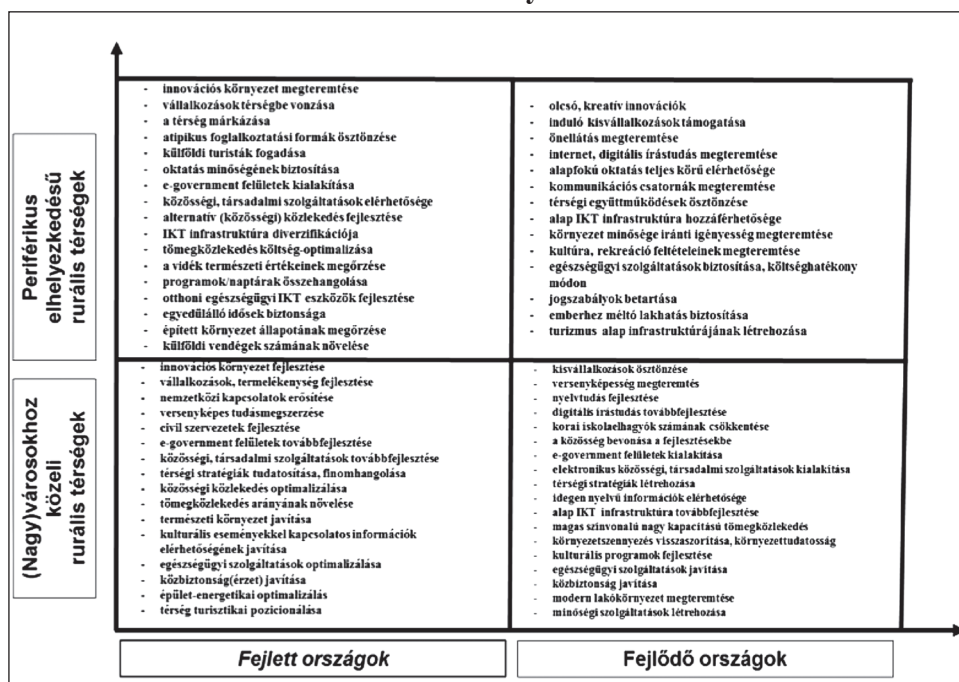 Periférikus
elhelyezkedésű
rurális térségek
- innovációs környezet megteremtése
- vállalkozások térségbe vonzása
- a térség márkázása
- atipikus foglalkoztatási formák ösztönzése
- külföldi turisták fogadása
- oktatás minőségének biztosítása
- e-government felületek kialakítása
- közösségi, társadalmi szolgáltatások elérhetősége
- alternatív (közösségi) közlekedés fejlesztése
- IKT infrastruktúra diverzifikációja
- tömegközlekedés költség-optimalizása
- a vidék természeti értékeinek megőrzése
- programok/naptárak összehangolása
- otthoni egészségügyi IKT eszközök fejlesztése
- egyedülálló idősek biztonsága
- épített környezet állapotának megőrzése
- külföldi vendégek számának növelése
- olcsó, kreatív innovációk
- induló kisvállalkozások támogatása
- önellátás megteremtése
- internet, digitális írástudás megteremtése
- alapfokú oktatás teljes körű elérhetősége
- kommunikációs csatornák megteremtése
- térségi együttműködések ösztönzése
- alap IKT infrastruktúra hozzáférhetősége
- környezet minősége iránti igényesség megteremtése
- kultúra, rekreáció feltételeinek megteremtése
- egészségügyi szolgáltatások biztosítása, költséghatékony
módon
- jogszabályok betartása
- emberhez méltó lakhatás biztosítása
- turizmus alap infrastruktúrájának létrehozása
(Nagy)városokhoz
közeli
rurális térségek
- innovációs környezet fejlesztése
- vállalkozások, termelékenység fejlesztése
- nemzetközi kapcsolatok erősítése
- versenyképes tudásmegszerzése
- civil szervezetek fejlesztése
- e-government felületek továbbfejlesztése
- közösségi, társadalmi szolgáltatások továbbfejlesztése
- térségi stratégiák tudatosítása, finomhangolása
- közösségi közlekedés optimalizálása
- tömegközlekedés arányának növelése
- természeti környezet javítása
- kulturális eseményekkel kapcsolatos információk
elérhetőségének javítása
- egészségügyi szolgáltatások optimalizálása
- közbiztonság(érzet) javítása
- épület-energetikai optimalizás
- térség turisztikai pozicionálása
- kisvállalkozások ösztönzése
- versenyképesség megteremtés
- nyelvtudás fejlesztése
- digitális írástudás továbbfejlesztése
- korai iskolaelhagyók számának csökkentése
- a közösség bevonása a fejlesztésekbe
- e-government felületek kialakítása
- elektronikus közösségi, társadalmi szolgáltatások kialakítása
- térségi stratégiák létrehozása
- idegen nyelvű információk elérhetősége
- alap IKT infrastruktúra továbbfejlesztése
- magas színvonalú nagy kapacitású tömegközlekedés
- környezetszennyezés visszaszorítása, környezettudatosság
- kulturális programok fejlesztése
- egészségügyi szolgáltatások javítása
- közbiztonság javítása
- modern lakókörnyezet megteremtése
- minőségi szolgáltatások létrehozása
Fejlett országok
Fejlődő országok